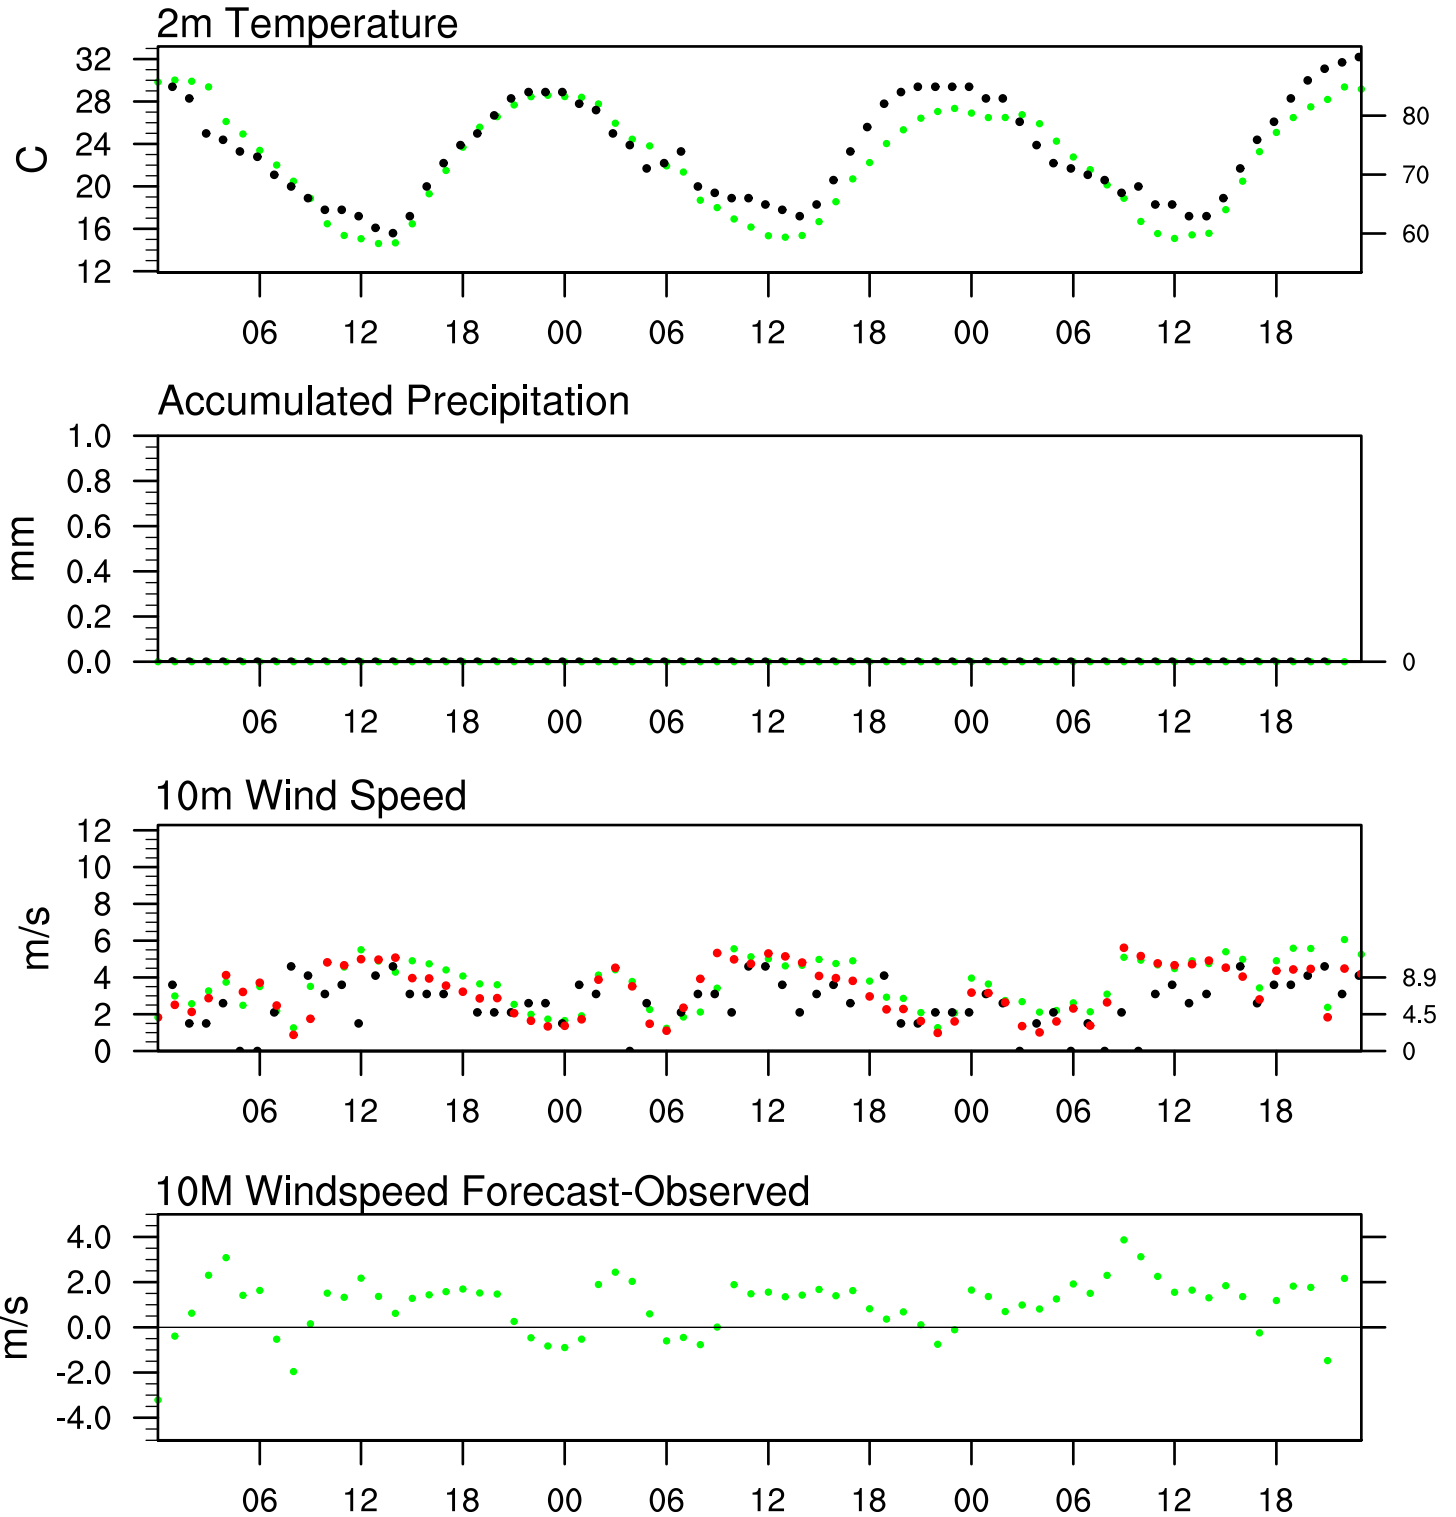 2m Temperature
32
28
24
20
16
12
C
80
70
60
06 12 18 00 06 12 18 00 06 12 18
Accumulated Precipitation
1.0
0.8
0.6
0.4
0.2
0.0
mm
0
06 12 18 00 06 12 18 00 06 12 18
10m Wind Speed
12
10
8
6
4
2
0
m/s
8.9
4.5
0
06 12 18 00 06 12 18 00 06 12 18
10M Windspeed Forecast-Observed
4.0
2.0
0.0
-2.0
-4.0
m/s
06 12 18 00 06 12 18 00 06 12 18